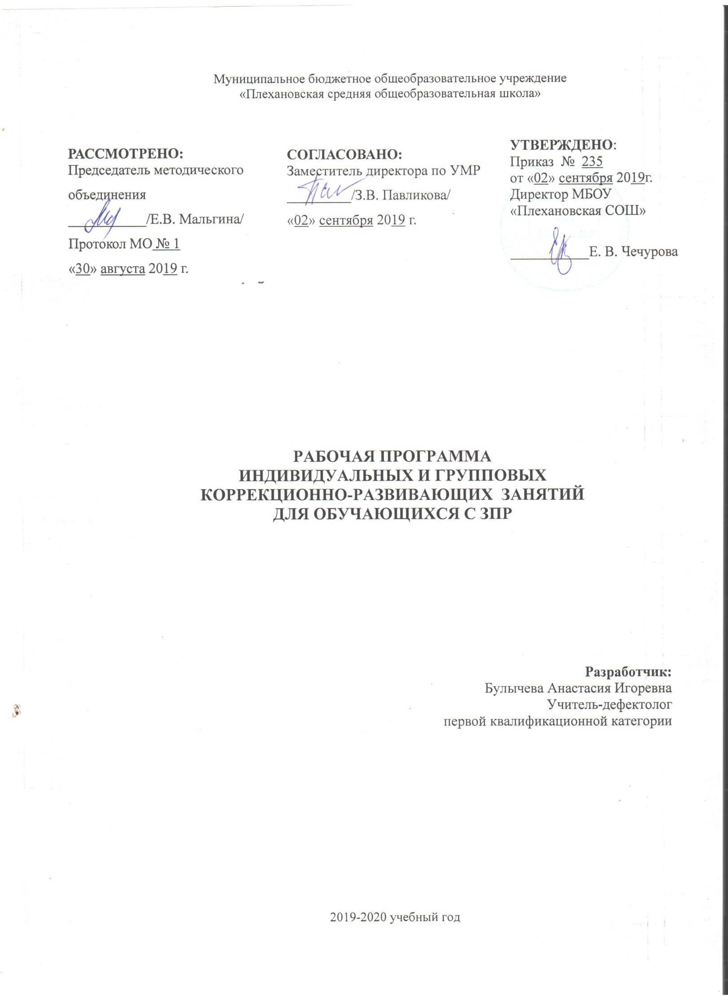 Муниципальное бюджетное общеобразовательное учреждение
«Плехановская средняя общеобразовательная школа»
РАССМОТРЕНО:
Председатель методического
объединения
____________/Е.В. Мальгина/
Протокол МО № 1
«30» августа 2019 г.
СОГЛАСОВАНО:
Заместитель директора по УМР
__________/З.В. Павликова/
«02» сентября 2019 г.
УТВЕРЖДЕНО:
Приказ № 235
от «02» сентября 2019г.
Директор МБОУ
«Плехановская СОШ»
____________Е. В. Чечурова
РАБОЧАЯ ПРОГРАММА
ИНДИВИДУАЛЬНЫХ И ГРУППОВЫХ
КОРРЕКЦИОННО-РАЗВИВАЮЩИХ ЗАНЯТИЙ
ДЛЯ ОБУЧАЮЩИХСЯ С ЗПР
Разработчик:
Булычева Анастасия Игоревна
Учитель-дефектолог
первой квалификационной категории
2019-2020 учебный год